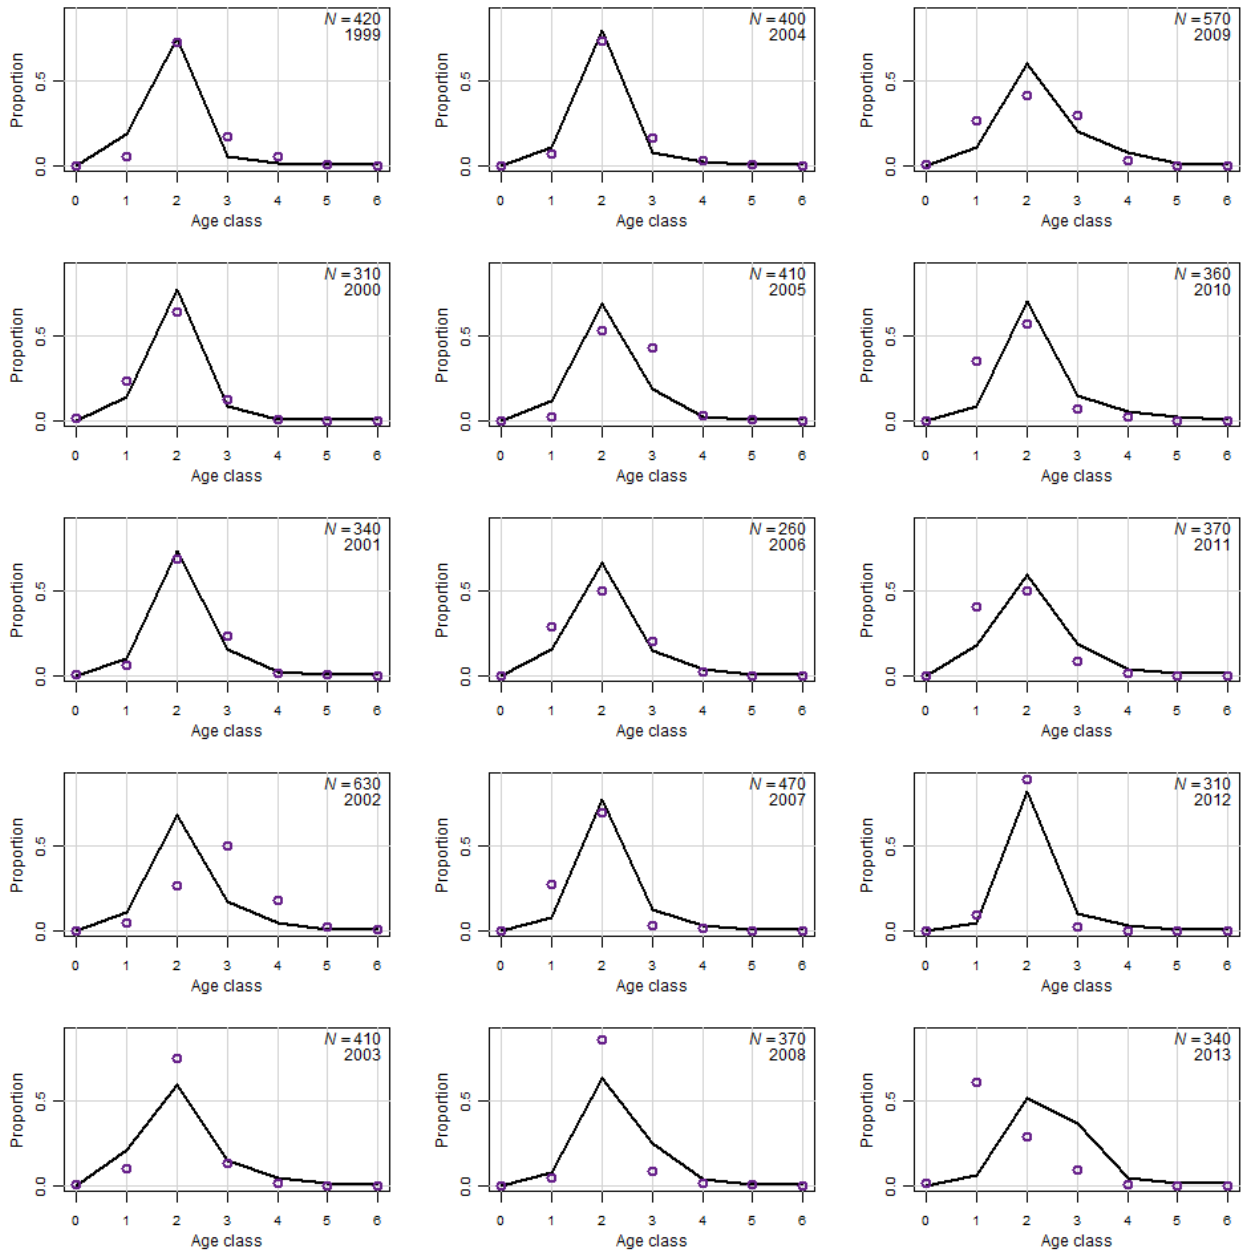 N = 420
1999
Proportion
0.5
0.0
0 1 2 3 4 5 6
Age class
N = 400
2004
Proportion
0.5
0.0
0 1 2 3 4 5 6
Age class
N = 570
2009
Proportion
0.5
0.0
0 1 2 3 4 5 6
Age class
N = 310
2000
Proportion
0.5
0.0
0 1 2 3 4 5 6
Age class
N = 410
2005
Proportion
0.5
0.0
0 1 2 3 4 5 6
Age class
N = 360
2010
Proportion
0.5
0.0
0 1 2 3 4 5 6
Age class
N = 340
2001
Proportion
0.5
0.0
0 1 2 3 4 5 6
Age class
N = 260
2006
Proportion
0.5
0.0
0 1 2 3 4 5 6
Age class
N = 370
2011
Proportion
0.5
0.0
0 1 2 3 4 5 6
Age class
N = 630
2002
Proportion
0.5
0.0
0 1 2 3 4 5 6
Age class
N = 470
2007
Proportion
0.5
0.0
0 1 2 3 4 5 6
Age class
N = 310
2012
Proportion
0.5
0.0
0 1 2 3 4 5 6
Age class
N = 410
2003
Proportion
0.5
0.0
0 1 2 3 4 5 6
Age class
N = 370
2008
Proportion
0.5
0.0
0 1 2 3 4 5 6
Age class
N = 340
2013
Proportion
0.5
0.0
0 1 2 3 4 5 6
Age class